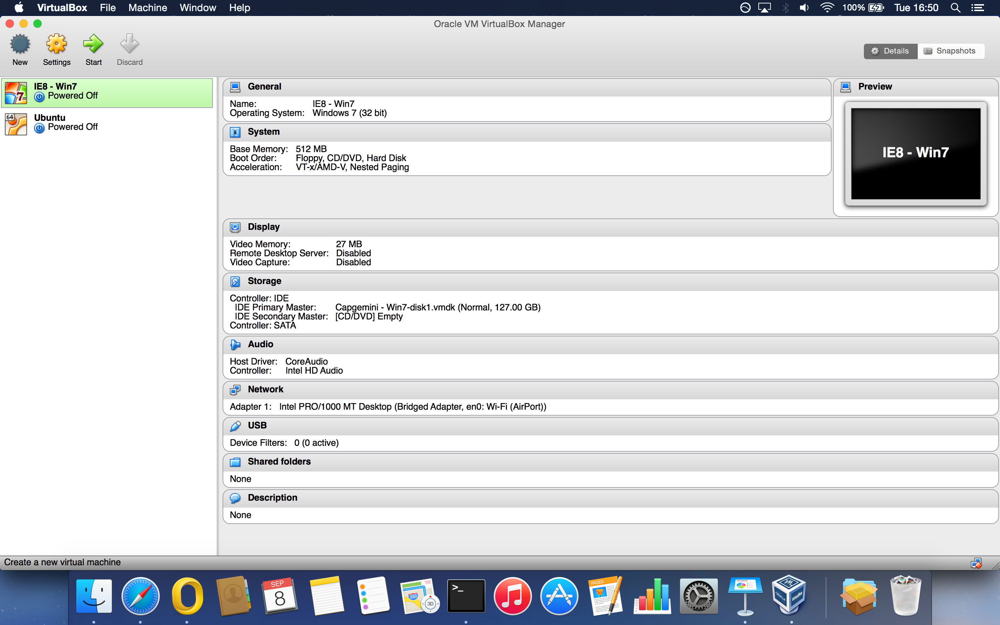 VirtualBox File Machine Window Help 100% Tue 16:50
Oracle VM VirtualBox Manager
New Settings Start Discard
Details Snapshots
IE8 - Win7
Powered Off
64
Ubuntu
Powered Off
General
Name: IE8 - Win7
Operating System: Windows 7 (32 bit)
Preview
IE8 - Win7
System
Base Memory: 512 MB
Boot Order: Floppy, CD/DVD, Hard Disk
Acceleration: VT-x/AMD-V, Nested Paging
Display
Video Memory: 27 MB
Remote Desktop Server: Disabled
Video Capture: Disabled
Storage
Controller: IDE
IDE Primary Master: Capgemini - Win7-disk1.vmdk (Normal, 127.00 GB)
IDE Secondary Master: [CD/DVD] Empty
Controller: SATA
Audio
Host Driver: CoreAudio
Controller: Intel HD Audio
Network
Adapter 1: Intel PRO/1000 MT Desktop (Bridged Adapter, en0: Wi-Fi (AirPort))
USB
Device Filters: 0 (0 active)
Shared folders
None
Description
None
Create a new virtual machine
SEP
8
280
3D
>_
PAGES
KEYNOTE
ORACLE
VirtualBox